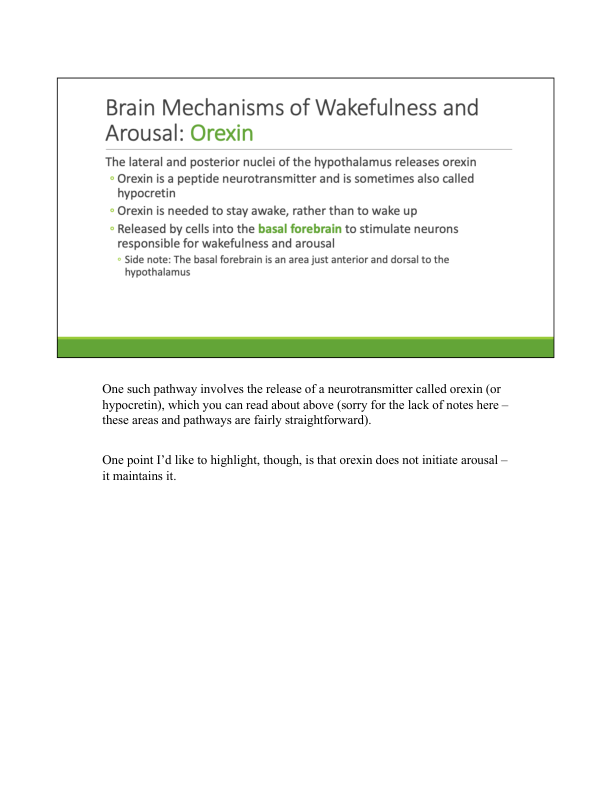 Brain Mechanisms of Wakefulness and
Arousal: Orexin
The lateral and posterior nuclei of the hypothalamus releases orexin
◦ Orexin is a peptide neurotransmitter and is sometimes also called
hypocretin
◦ Orexin is needed to stay awake, rather than to wake up
◦ Released by cells into the basal forebrain to stimulate neurons
responsible for wakefulness and arousal
◦ Side note: The basal forebrain is an area just anterior and dorsal to the
hypothalamus
One such pathway involves the release of a neurotransmitter called orexin (or
hypocretin), which you can read about above (sorry for the lack of notes here –
these areas and pathways are fairly straightforward).
One point I’d like to highlight, though, is that orexin does not initiate arousal –
it maintains it.